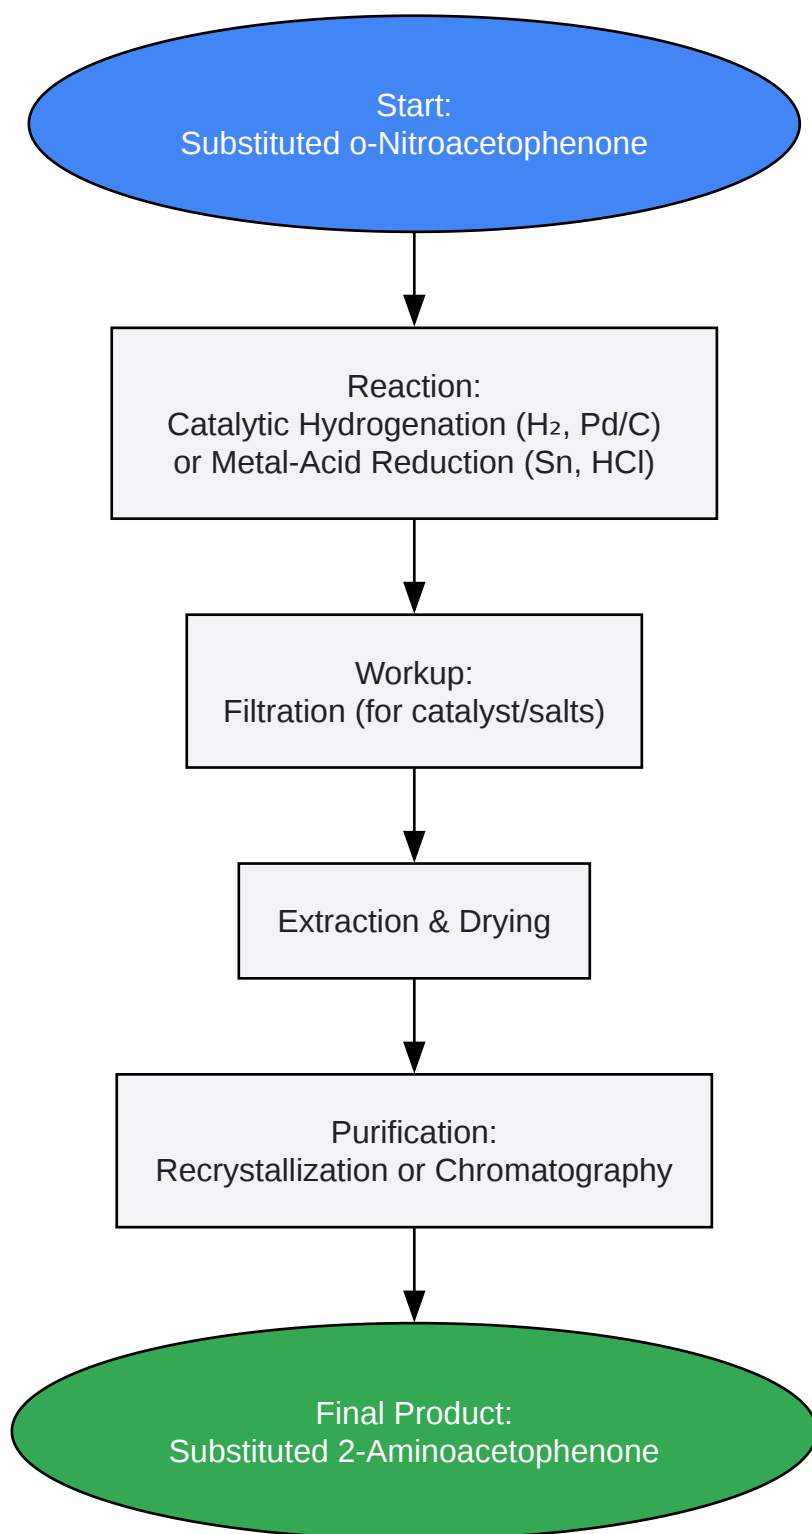 Start:
Substituted o-Nitroacetophenone
Reaction:
Catalytic Hydrogenation (H₂, Pd/C)
or Metal-Acid Reduction (Sn, HCl)
Workup:
Filtration (for catalyst/salts)
Extraction & Drying
Purification:
Recrystallization or Chromatography
Final Product:
Substituted 2-Aminoacetophenone